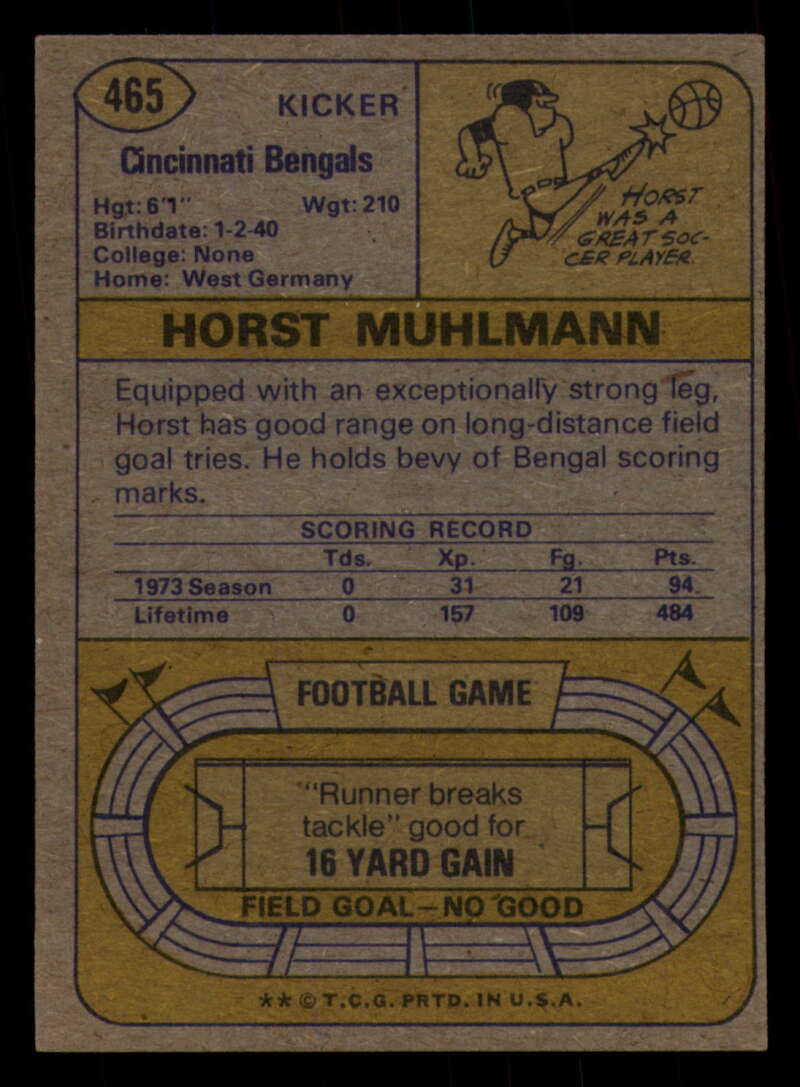 465
KICKER
Cincinnati Bengals
Hgt: 6'1" Wgt: 210
Birthdate: 1-2-40
College: None
Home: West Germany
HORST
WAS A
GREAT SOC-
CER PLAYER.
HORST MUHLMANN
Equipped with an exceptionally strong leg,
Horst has good range on long-distance field
goal tries. He holds bevy of Bengal scoring
marks.
SCORING RECORD
Tds. Xp. Fg. Pts.
1973 Season 0 31 21 94
Lifetime 0 157 109 484
FOOTBALL GAME
"Runner breaks
tackle" good for
16 YARD GAIN
FIELD GOAL—NO GOOD
** © T.C.G. PRTD. IN U.S.A.